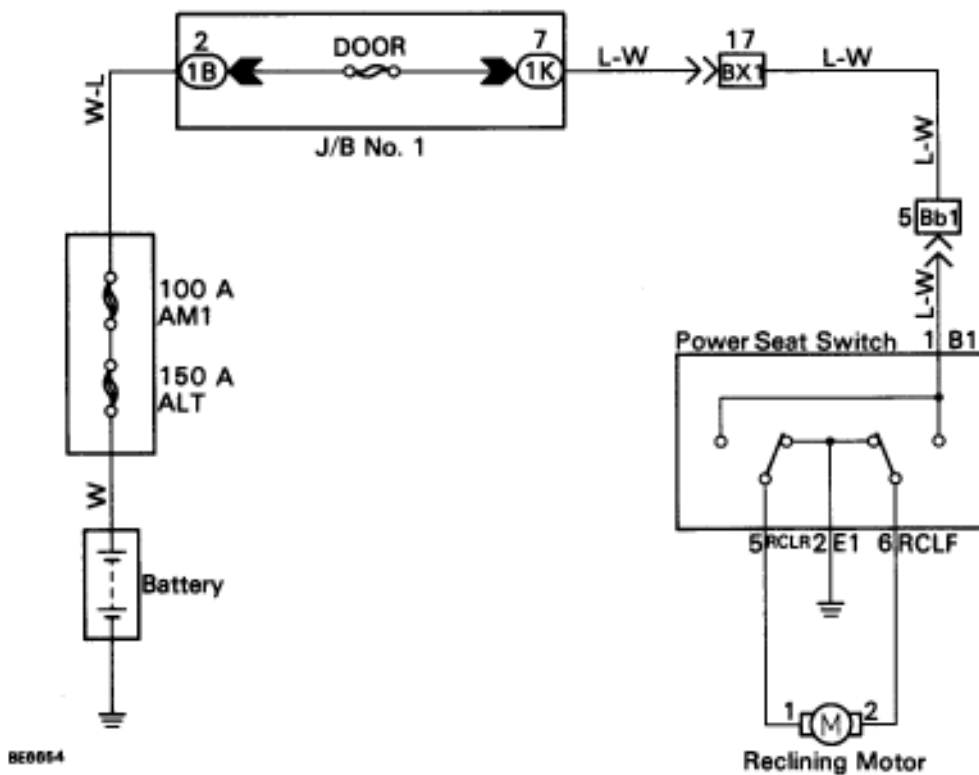 2
DOOR
7
1B
1K
L-W
17
BX1
L-W
J/B No. 1
W-L
L-W
5 Bb1
L-W
100 A
AM1
150 A
ALT
Power Seat Switch 1 B1
W
Battery
5 RCLR 2 E1 6 RCLF
1 M 2
Reclining Motor
BE6654